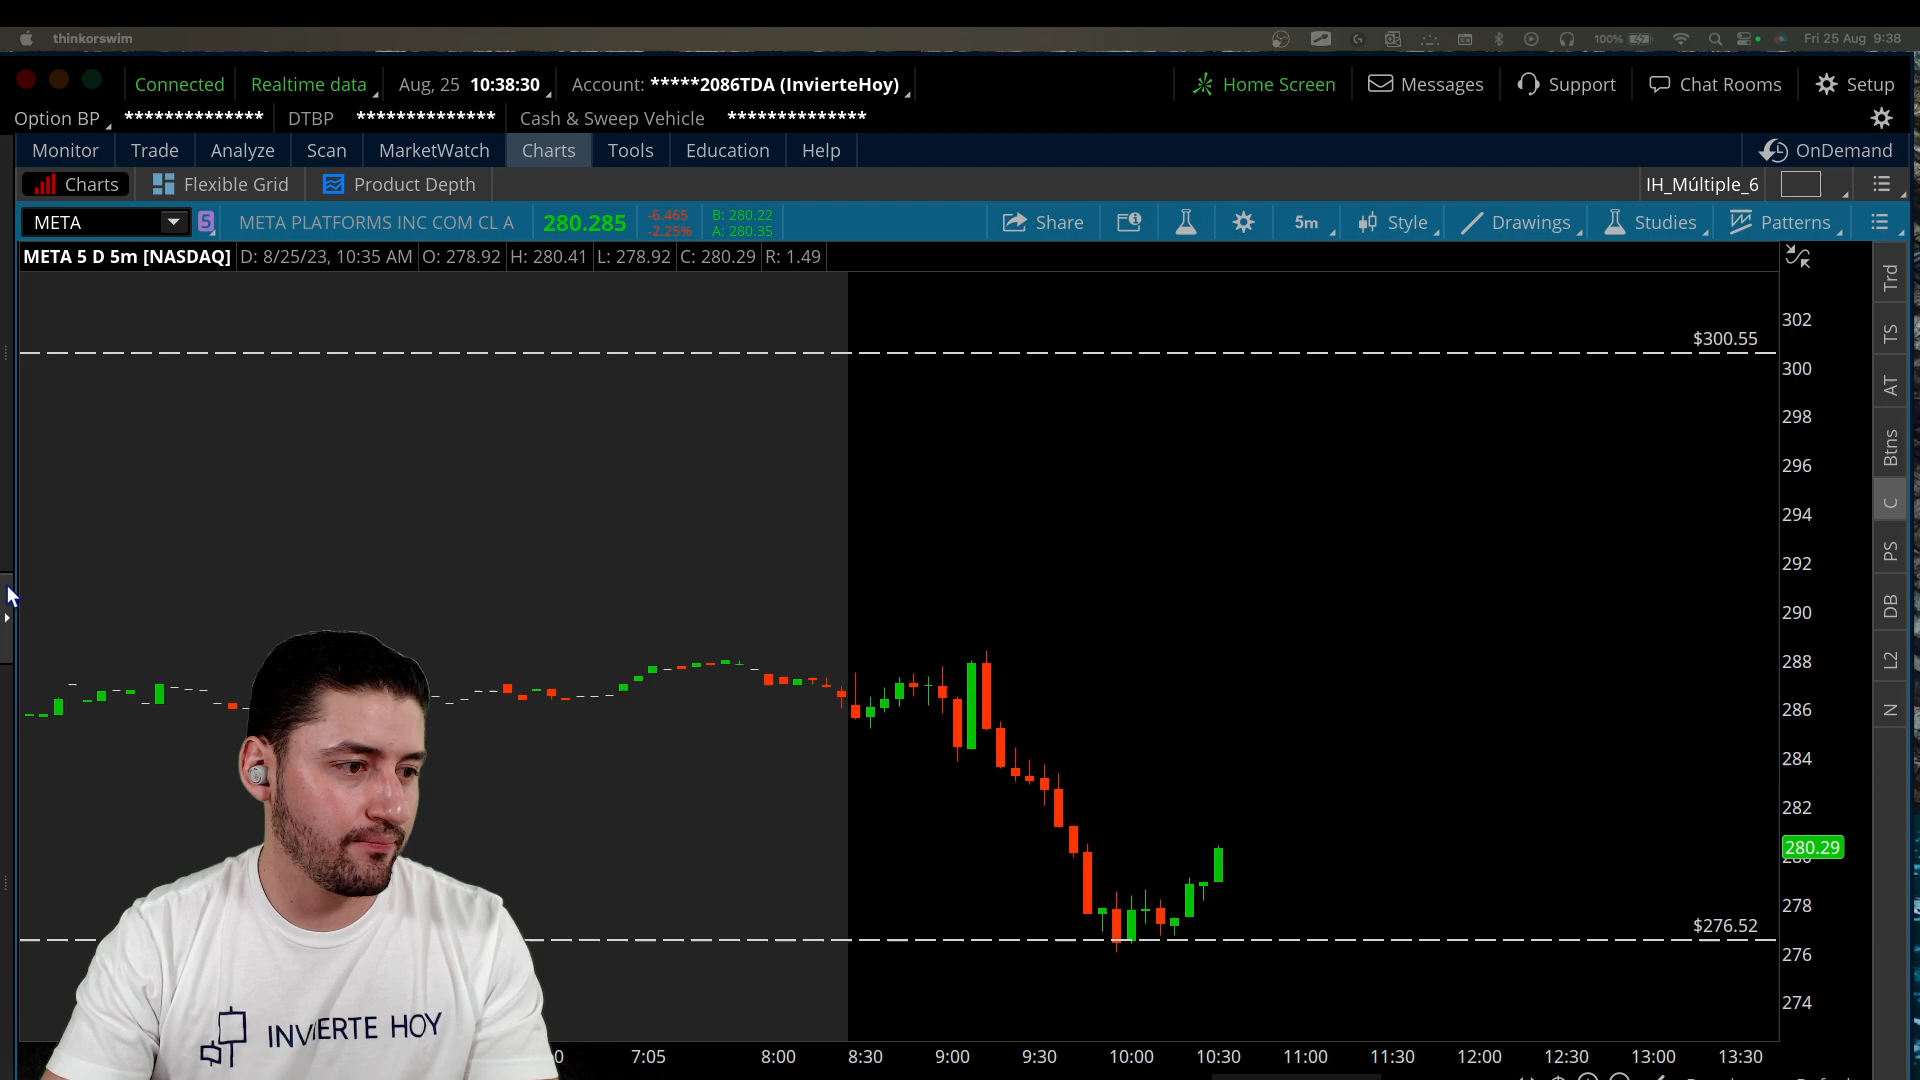 thinkorswim
100%
Fri 25 Aug 9:38
Connected
Realtime data
Aug, 25 10:38:30
Account: *****2086TDA (InvierteHoy)
Home Screen
Messages
Support
Chat Rooms
Setup
Option BP **************
DTBP **************
Cash & Sweep Vehicle **************
Monitor
Trade
Analyze
Scan
MarketWatch
Charts
Tools
Education
Help
OnDemand
Charts
Flexible Grid
Product Depth
IH_Múltiple_6
META
5
META PLATFORMS INC COM CL A
280.285
-6.465
-2.25%
B: 280.22
A: 280.35
Share
5m
Style
Drawings
Studies
Patterns
META 5 D 5m [NASDAQ]
D: 8/25/23, 10:35 AM
O: 278.92
H: 280.41
L: 278.92
C: 280.29
R: 1.49
$300.55
$276.52
302
300
298
296
294
292
290
288
286
284
282
280.29
278
276
274
Trd
TS
AT
Btns
C
PS
DB
L2
N
INVIERTE HOY
7:05
8:00
8:30
9:00
9:30
10:00
10:30
11:00
11:30
12:00
12:30
13:00
13:30